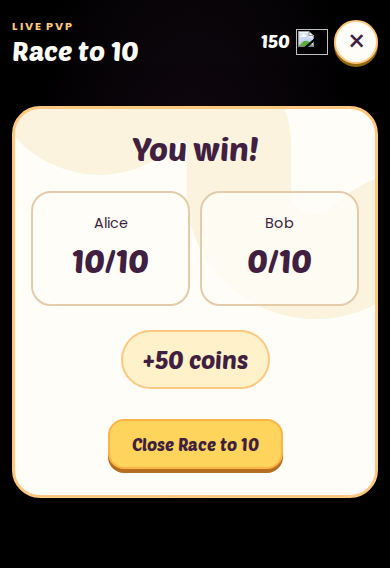 LIVE PVP
Race to 10
150
You win!
Alice
10/10
Bob
0/10
+50 coins
Close Race to 10